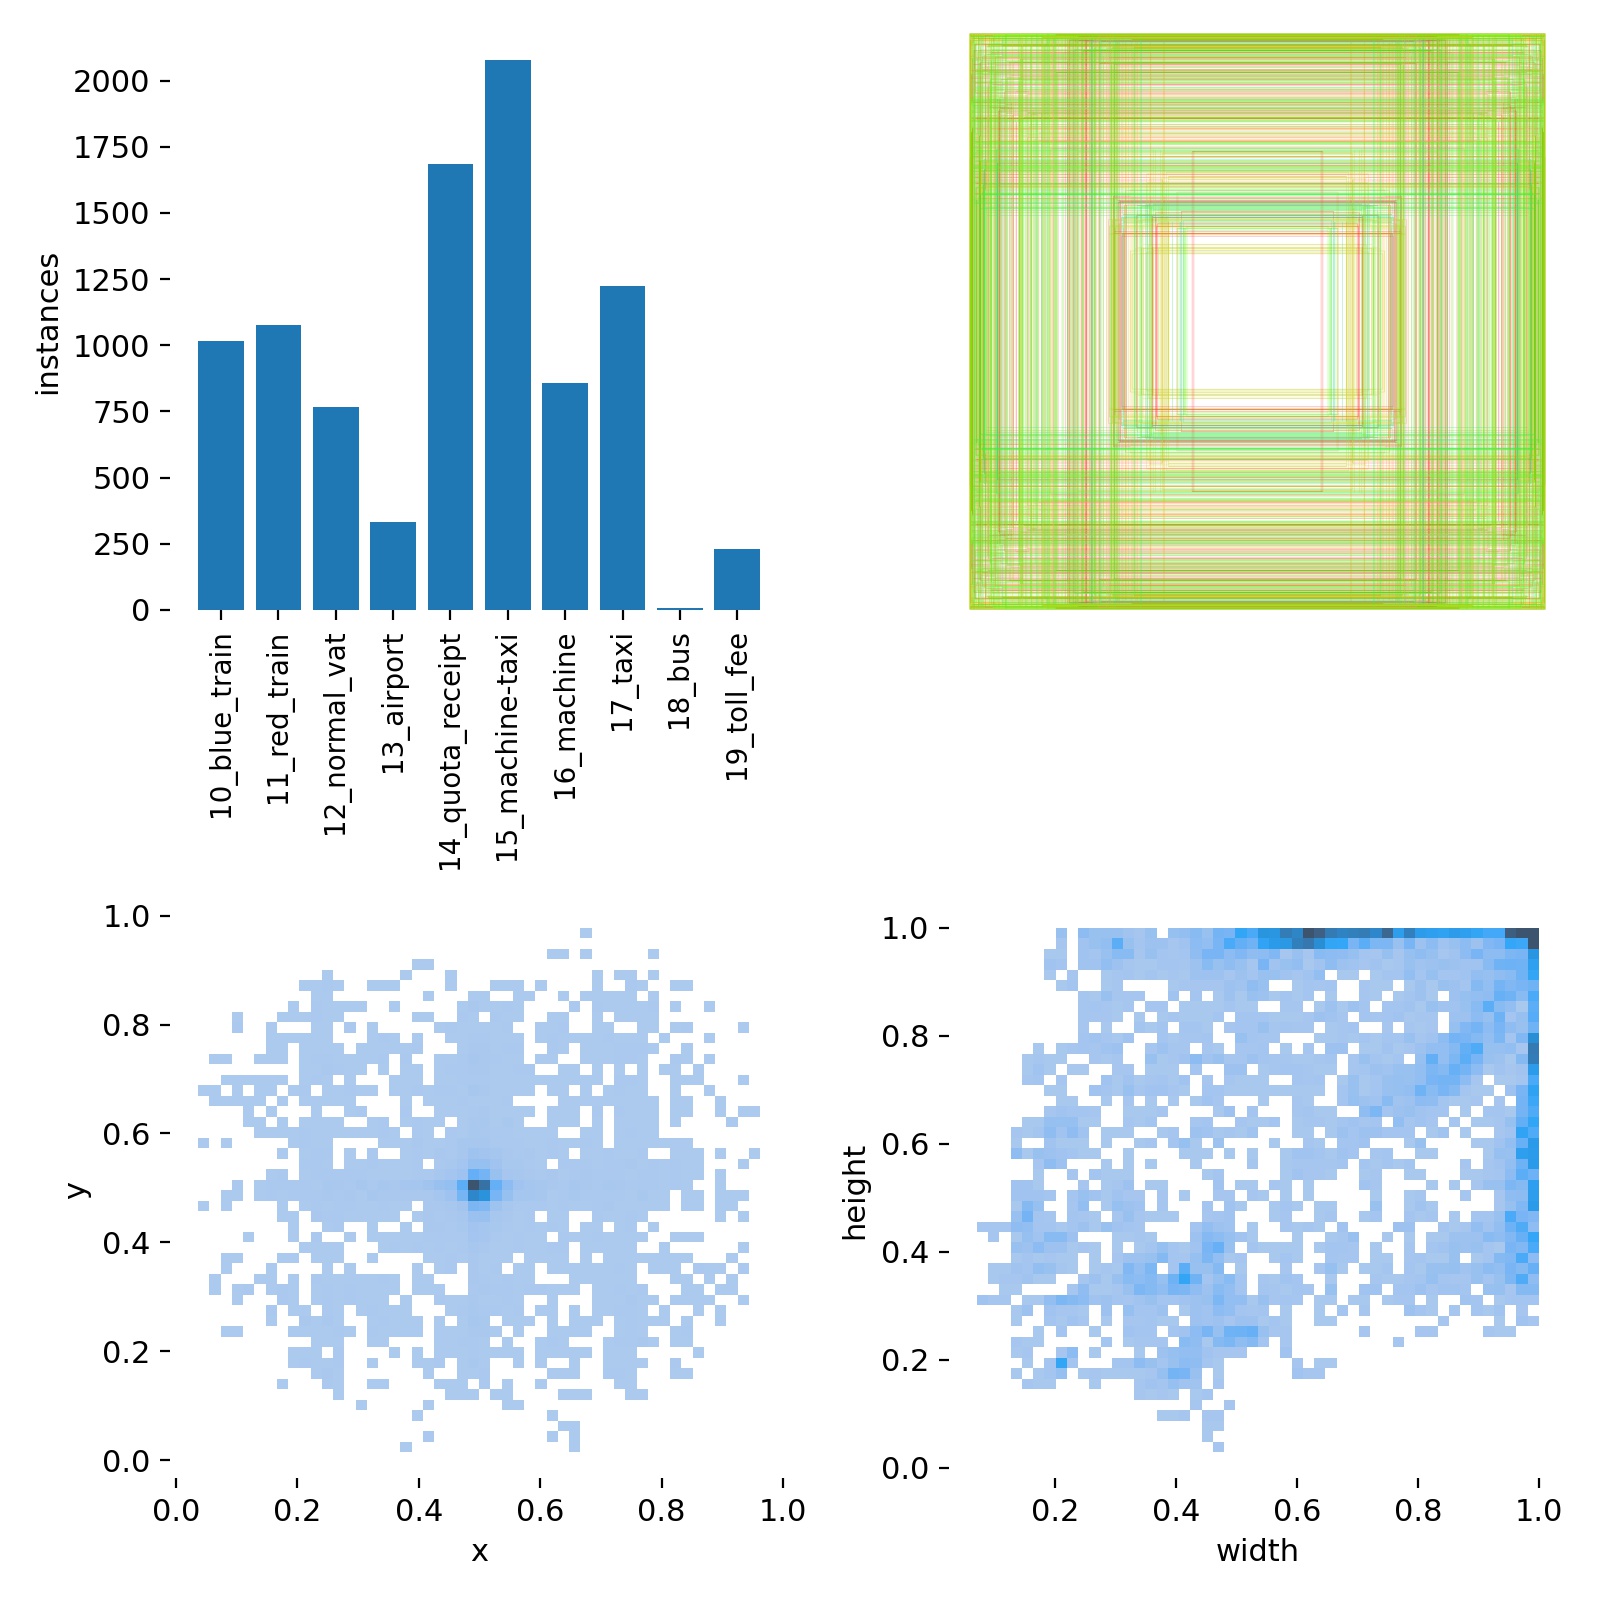 instances
2000
1750
1500
1250
1000
750
500
250
0
10_blue_train
11_red_train
12_normal_vat
13_airport
14_quota_receipt
15_machine-taxi
16_machine
17_taxi
18_bus
19_toll_fee
y
1.0
0.8
0.6
0.4
0.2
0.0
0.0 0.2 0.4 0.6 0.8 1.0
x
height
1.0
0.8
0.6
0.4
0.2
0.0
0.2 0.4 0.6 0.8 1.0
width